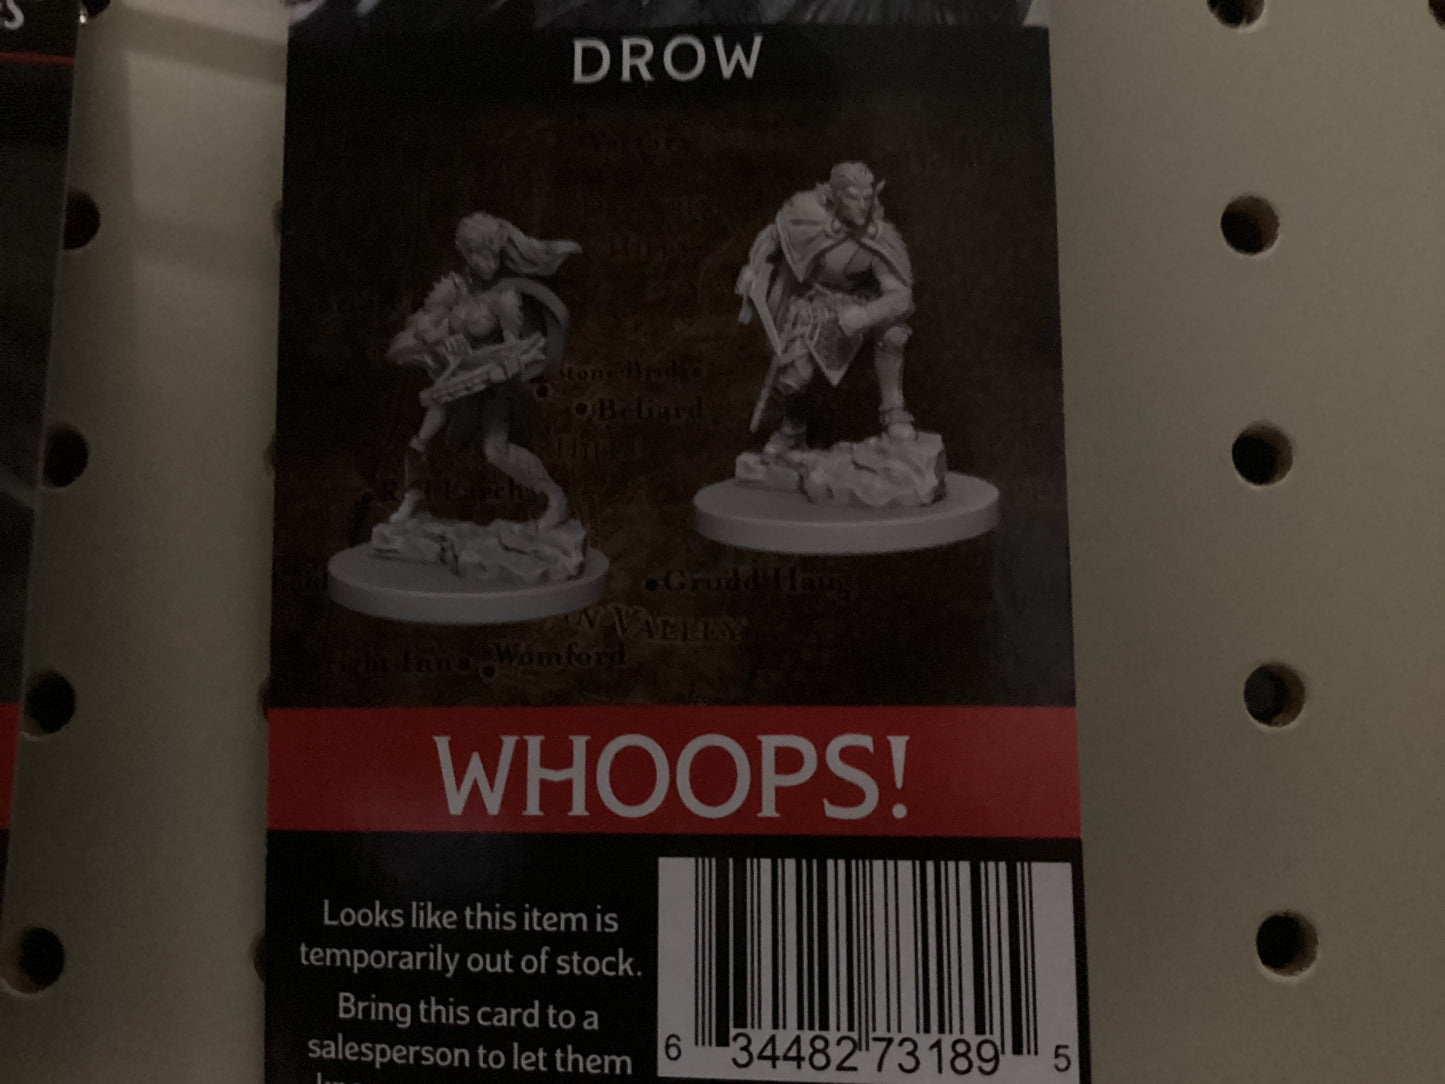 DROW
Stone Bridge
Beliard
Grudd Haug
VALLEY
Womford
WHOOPS!
Looks like this item is
temporarily out of stock.
Bring this card to a
salesperson to let them
6 34482 73189 5